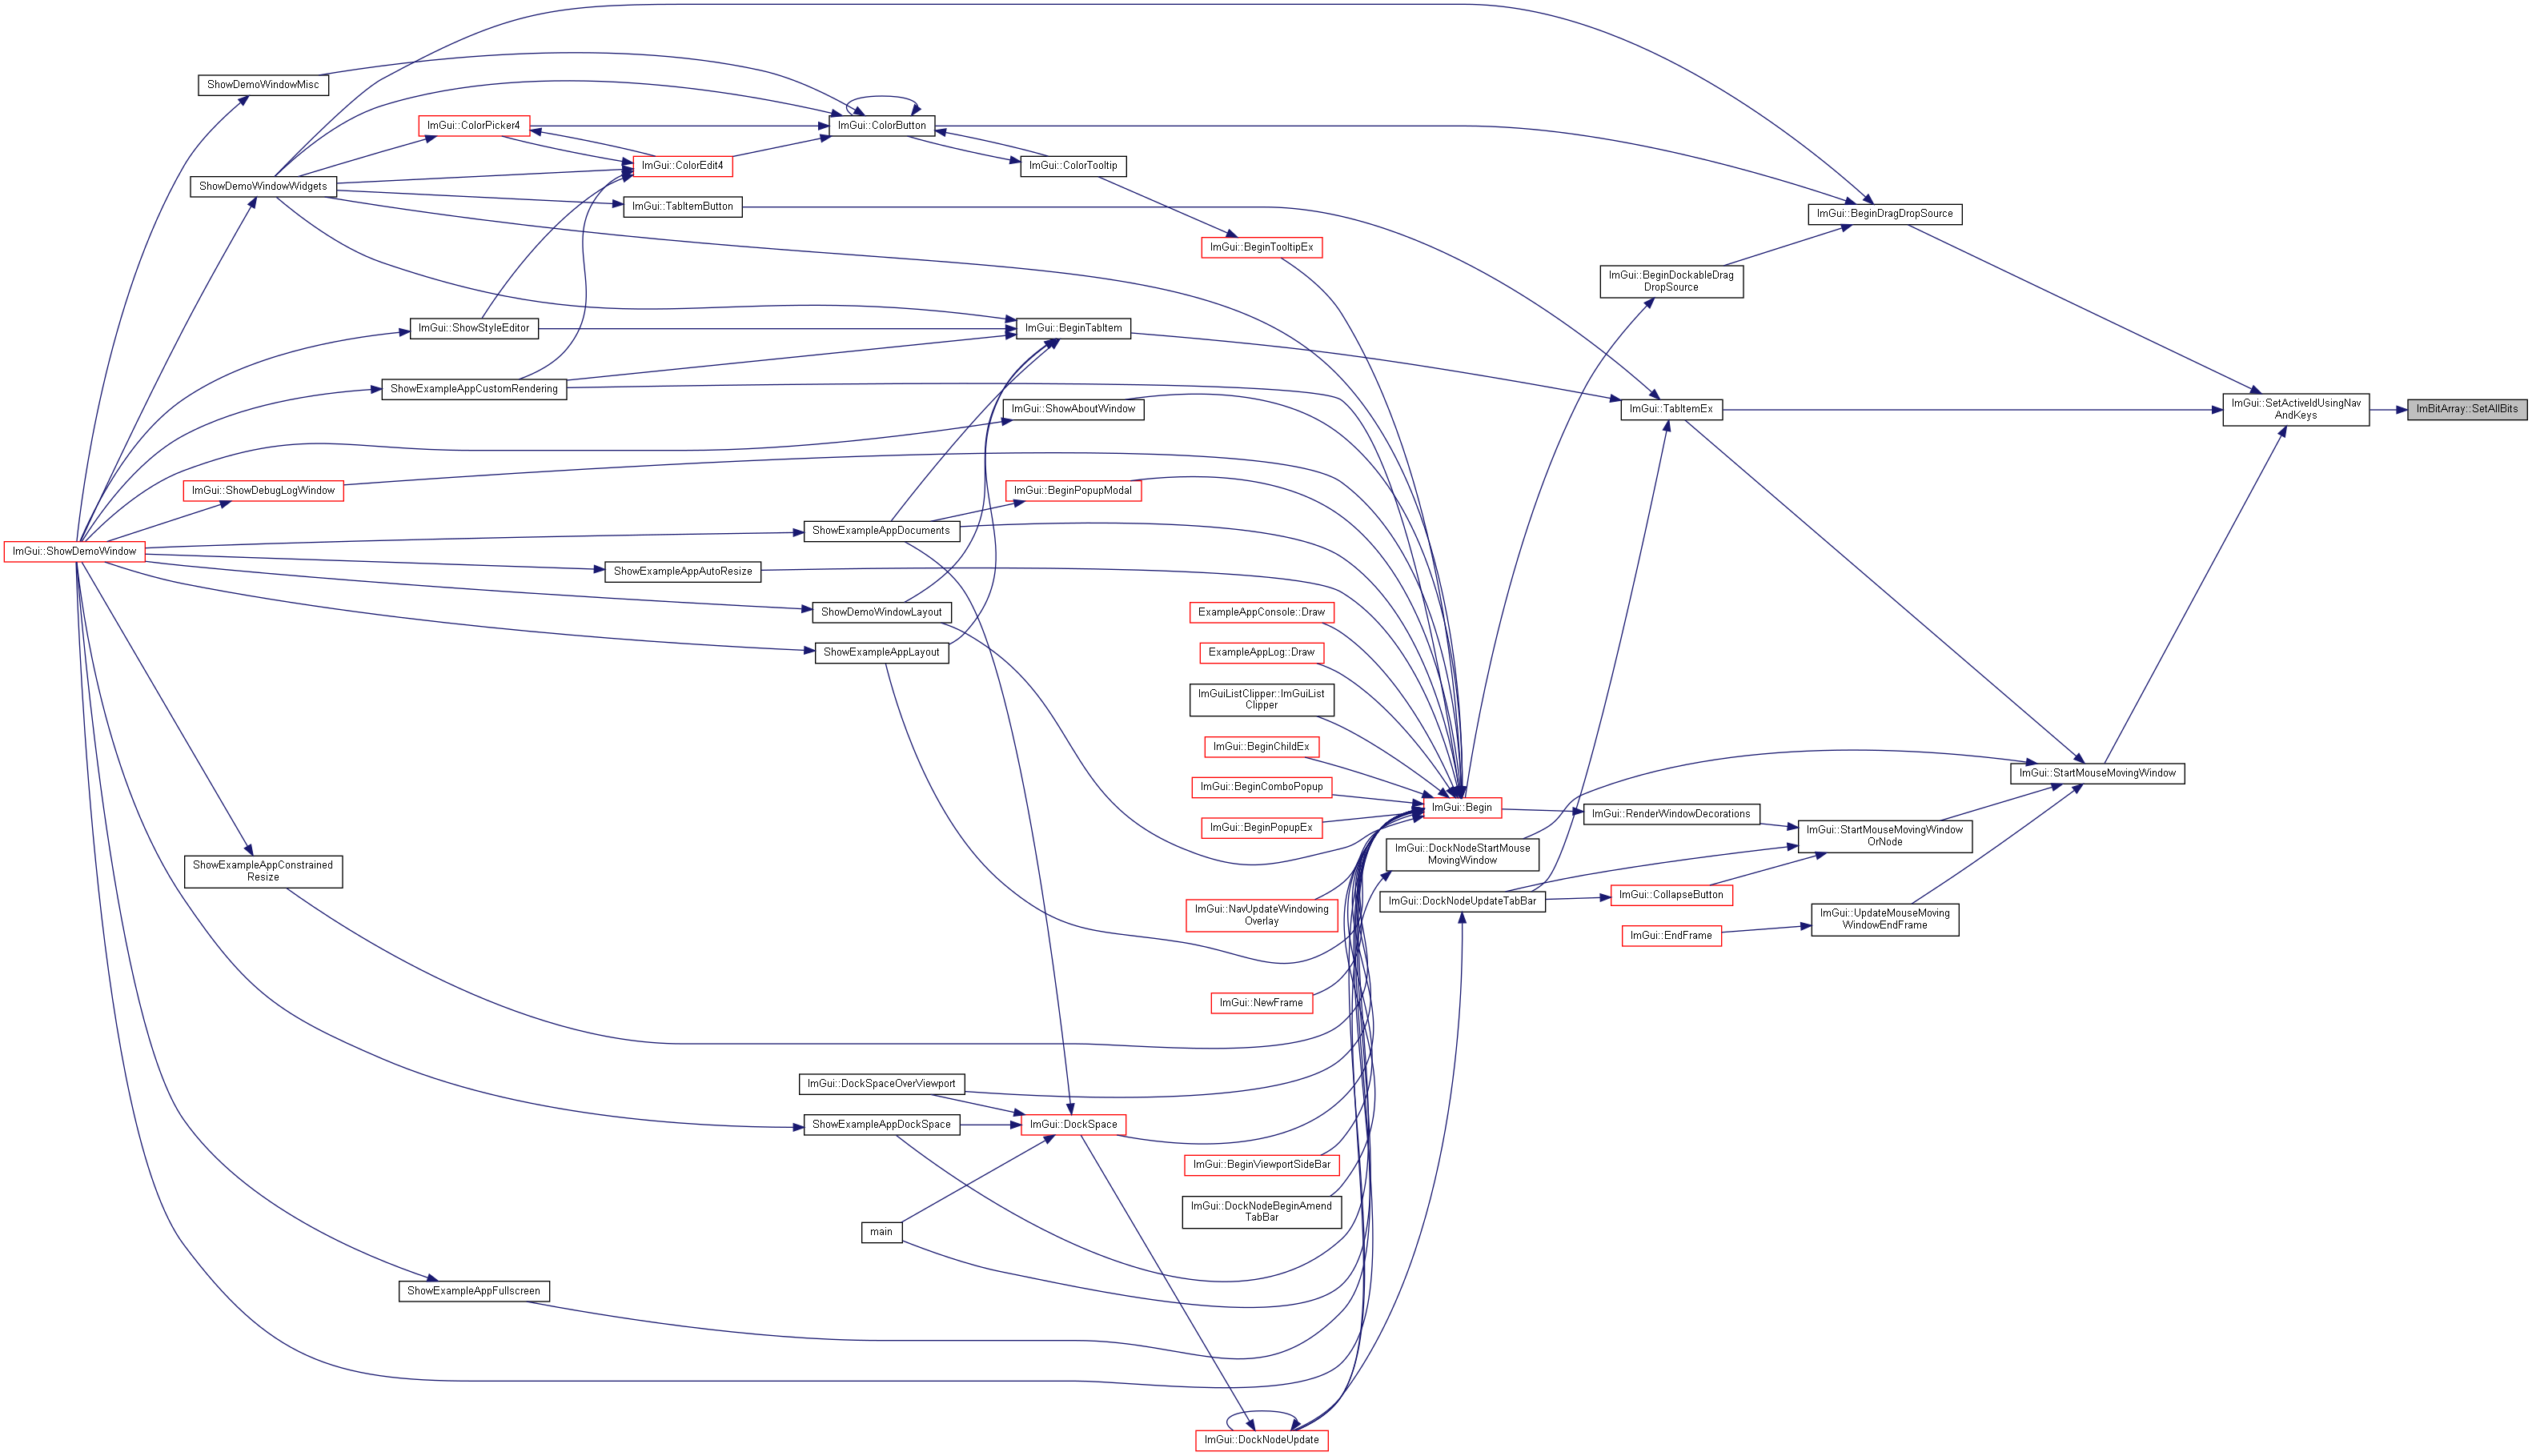 ShowDemoWindowMisc
ImGui::ColorPicker4
ImGui::ColorButton
ImGui::ColorEdit4
ImGui::ColorTooltip
ShowDemoWindowWidgets
ImGui::TabItemButton
ImGui::BeginDragDropSource
ImGui::BeginTooltipEx
ImGui::BeginDockableDrag
DropSource
ImGui::ShowStyleEditor
ImGui::BeginTabItem
ShowExampleAppCustomRendering
ImGui::ShowAboutWindow
ImGui::TabItemEx
ImGui::SetActiveIdUsingNav
AndKeys
ImBitArray::SetAllBits
ImGui::ShowDebugLogWindow
ImGui::BeginPopupModal
ShowExampleAppDocuments
ImGui::ShowDemoWindow
ShowExampleAppAutoResize
ShowDemoWindowLayout
ExampleAppConsole::Draw
ShowExampleAppLayout
ExampleAppLog::Draw
ImGuiListClipper::ImGuiList
Clipper
ImGui::BeginChildEx
ImGui::StartMouseMovingWindow
ImGui::BeginComboPopup
ImGui::Begin
ImGui::RenderWindowDecorations
ImGui::BeginPopupEx
ImGui::StartMouseMovingWindow
OrNode
ImGui::DockNodeStartMouse
MovingWindow
ShowExampleAppConstrained
Resize
ImGui::DockNodeUpdateTabBar
ImGui::CollapseButton
ImGui::NavUpdateWindowing
Overlay
ImGui::UpdateMouseMoving
WindowEndFrame
ImGui::EndFrame
ImGui::NewFrame
ImGui::DockSpaceOverViewport
ShowExampleAppDockSpace
ImGui::DockSpace
ImGui::BeginViewportSideBar
ImGui::DockNodeBeginAmend
TabBar
main
ShowExampleAppFullscreen
ImGui::DockNodeUpdate